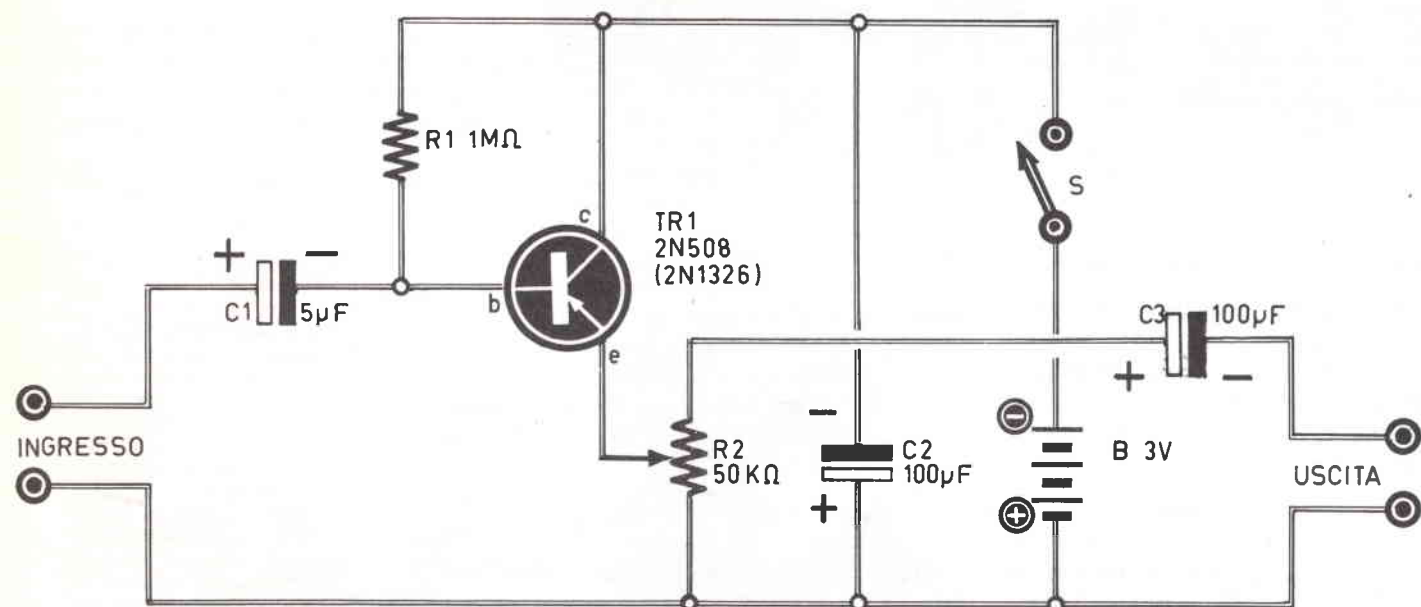 R1 1MΩ
c
TR1
2N508
(2N1326)
S
+ −
b
C1 5µF
e
C3 100µF
+ −
INGRESSO
R2
50KΩ
−
C2
100µF
+
−
B 3V
+
USCITA